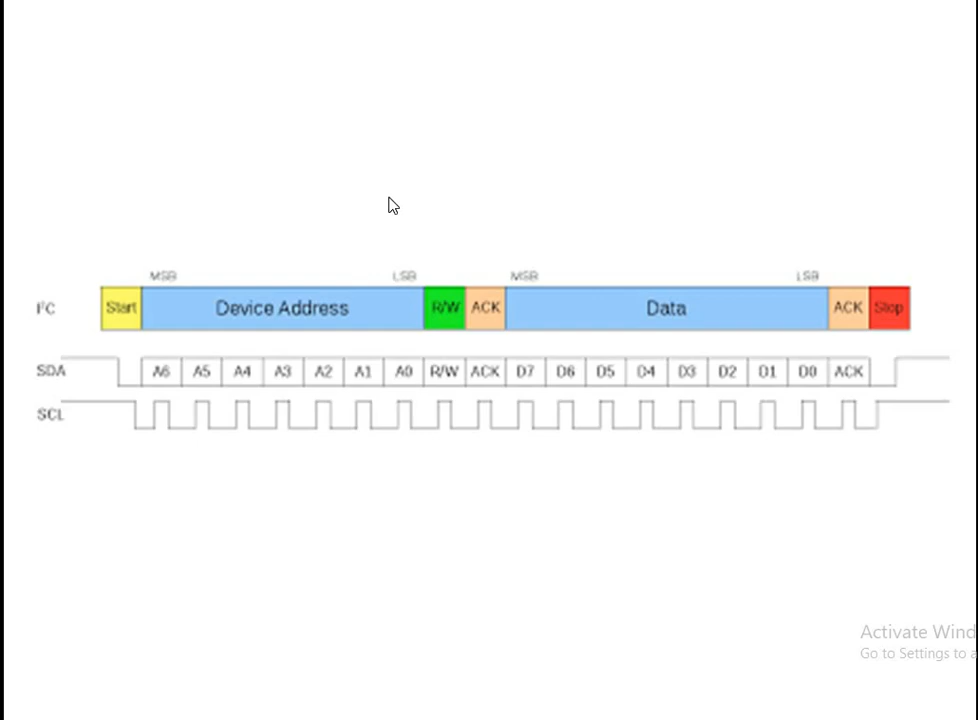 MSB LSB MSB LSB
I²C Start Device Address R/W ACK Data ACK Stop
SDA A6 A5 A4 A3 A2 A1 A0 R/W ACK D7 D6 D5 D4 D3 D2 D1 D0 ACK
SCL
Activate Wind
Go to Settings to a